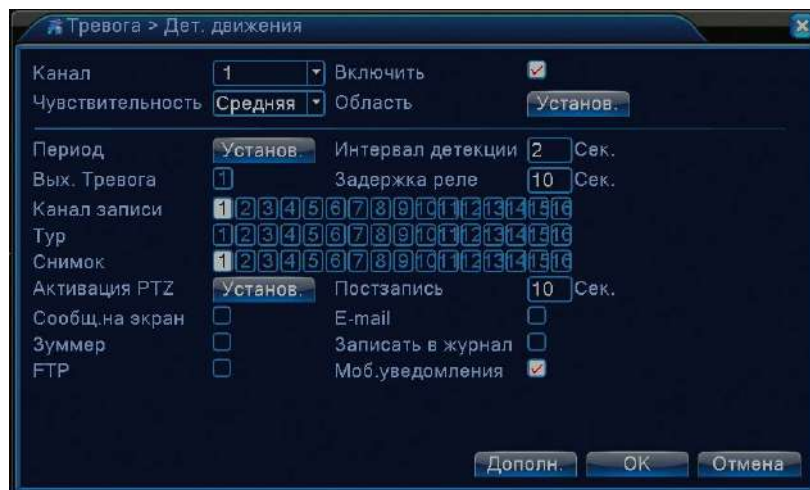 Тревога > Дет. движения
Канал 1 Включить
Чувствительность Средняя Область Установ.
Период Установ. Интервал детекции 2 Сек.
Вых. Тревога 1 Задержка реле 10 Сек.
Канал записи 1 2 3 4 5 6 7 8 9 10 11 12 13 14 15 16
Тур 1 2 3 4 5 6 7 8 9 10 11 12 13 14 15 16
Снимок 1 2 3 4 5 6 7 8 9 10 11 12 13 14 15 16
Активация PTZ Установ. Постзапись 10 Сек.
Сообщ.на экран E-mail
Зуммер Записать в журнал
FTP Моб.уведомления
Дополн. OK Отмена